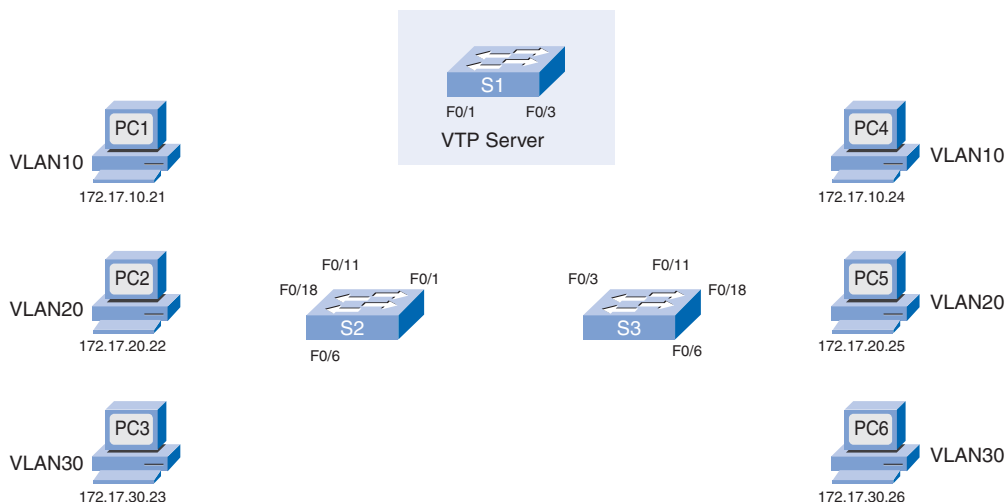 S1
F0/1 F0/3
VTP Server
PC1
VLAN10
172.17.10.21
PC4
VLAN10
172.17.10.24
PC2
VLAN20
172.17.20.22
F0/11
F0/18
F0/1
S2
F0/6
F0/11
F0/3
F0/18
S3
F0/6
PC5
VLAN20
172.17.20.25
PC3
VLAN30
172.17.30.23
PC6
VLAN30
172.17.30.26